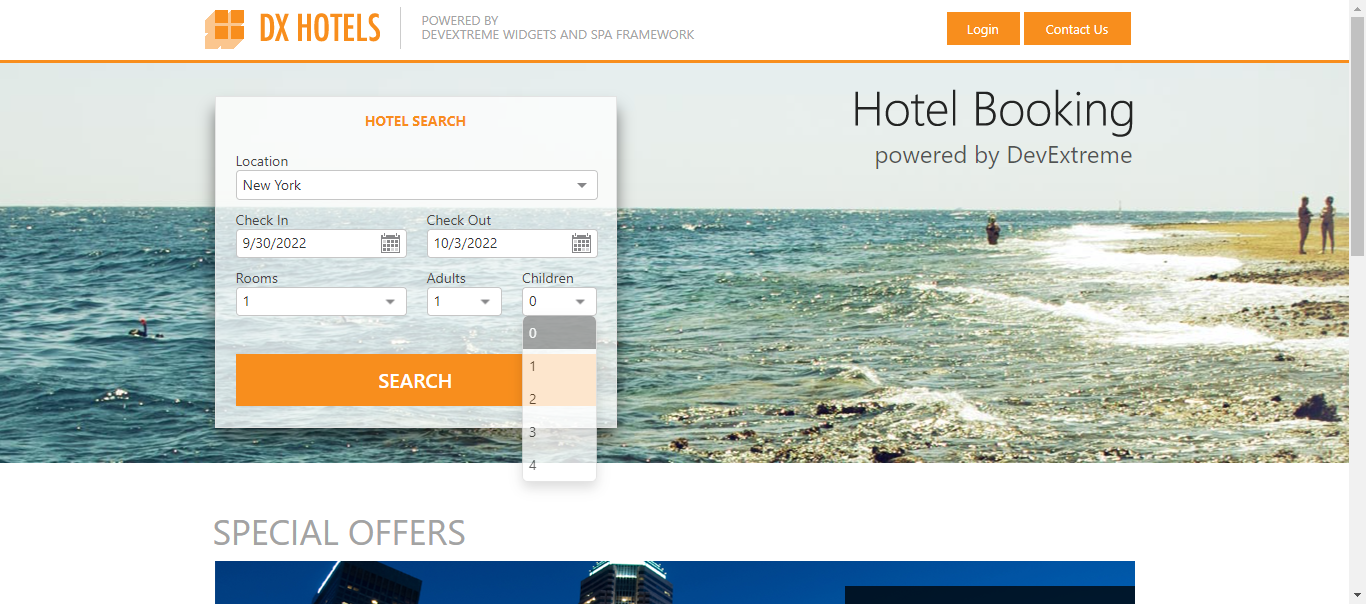 DX HOTELS
POWERED BY
DEVEXTREME WIDGETS AND SPA FRAMEWORK
Login
Contact Us
Hotel Booking
powered by DevExtreme
HOTEL SEARCH
Location
New York
Check In
Check Out
9/30/2022
10/3/2022
Rooms
Adults
Children
1
1
0
0
1
2
3
4
SEARCH
SPECIAL OFFERS